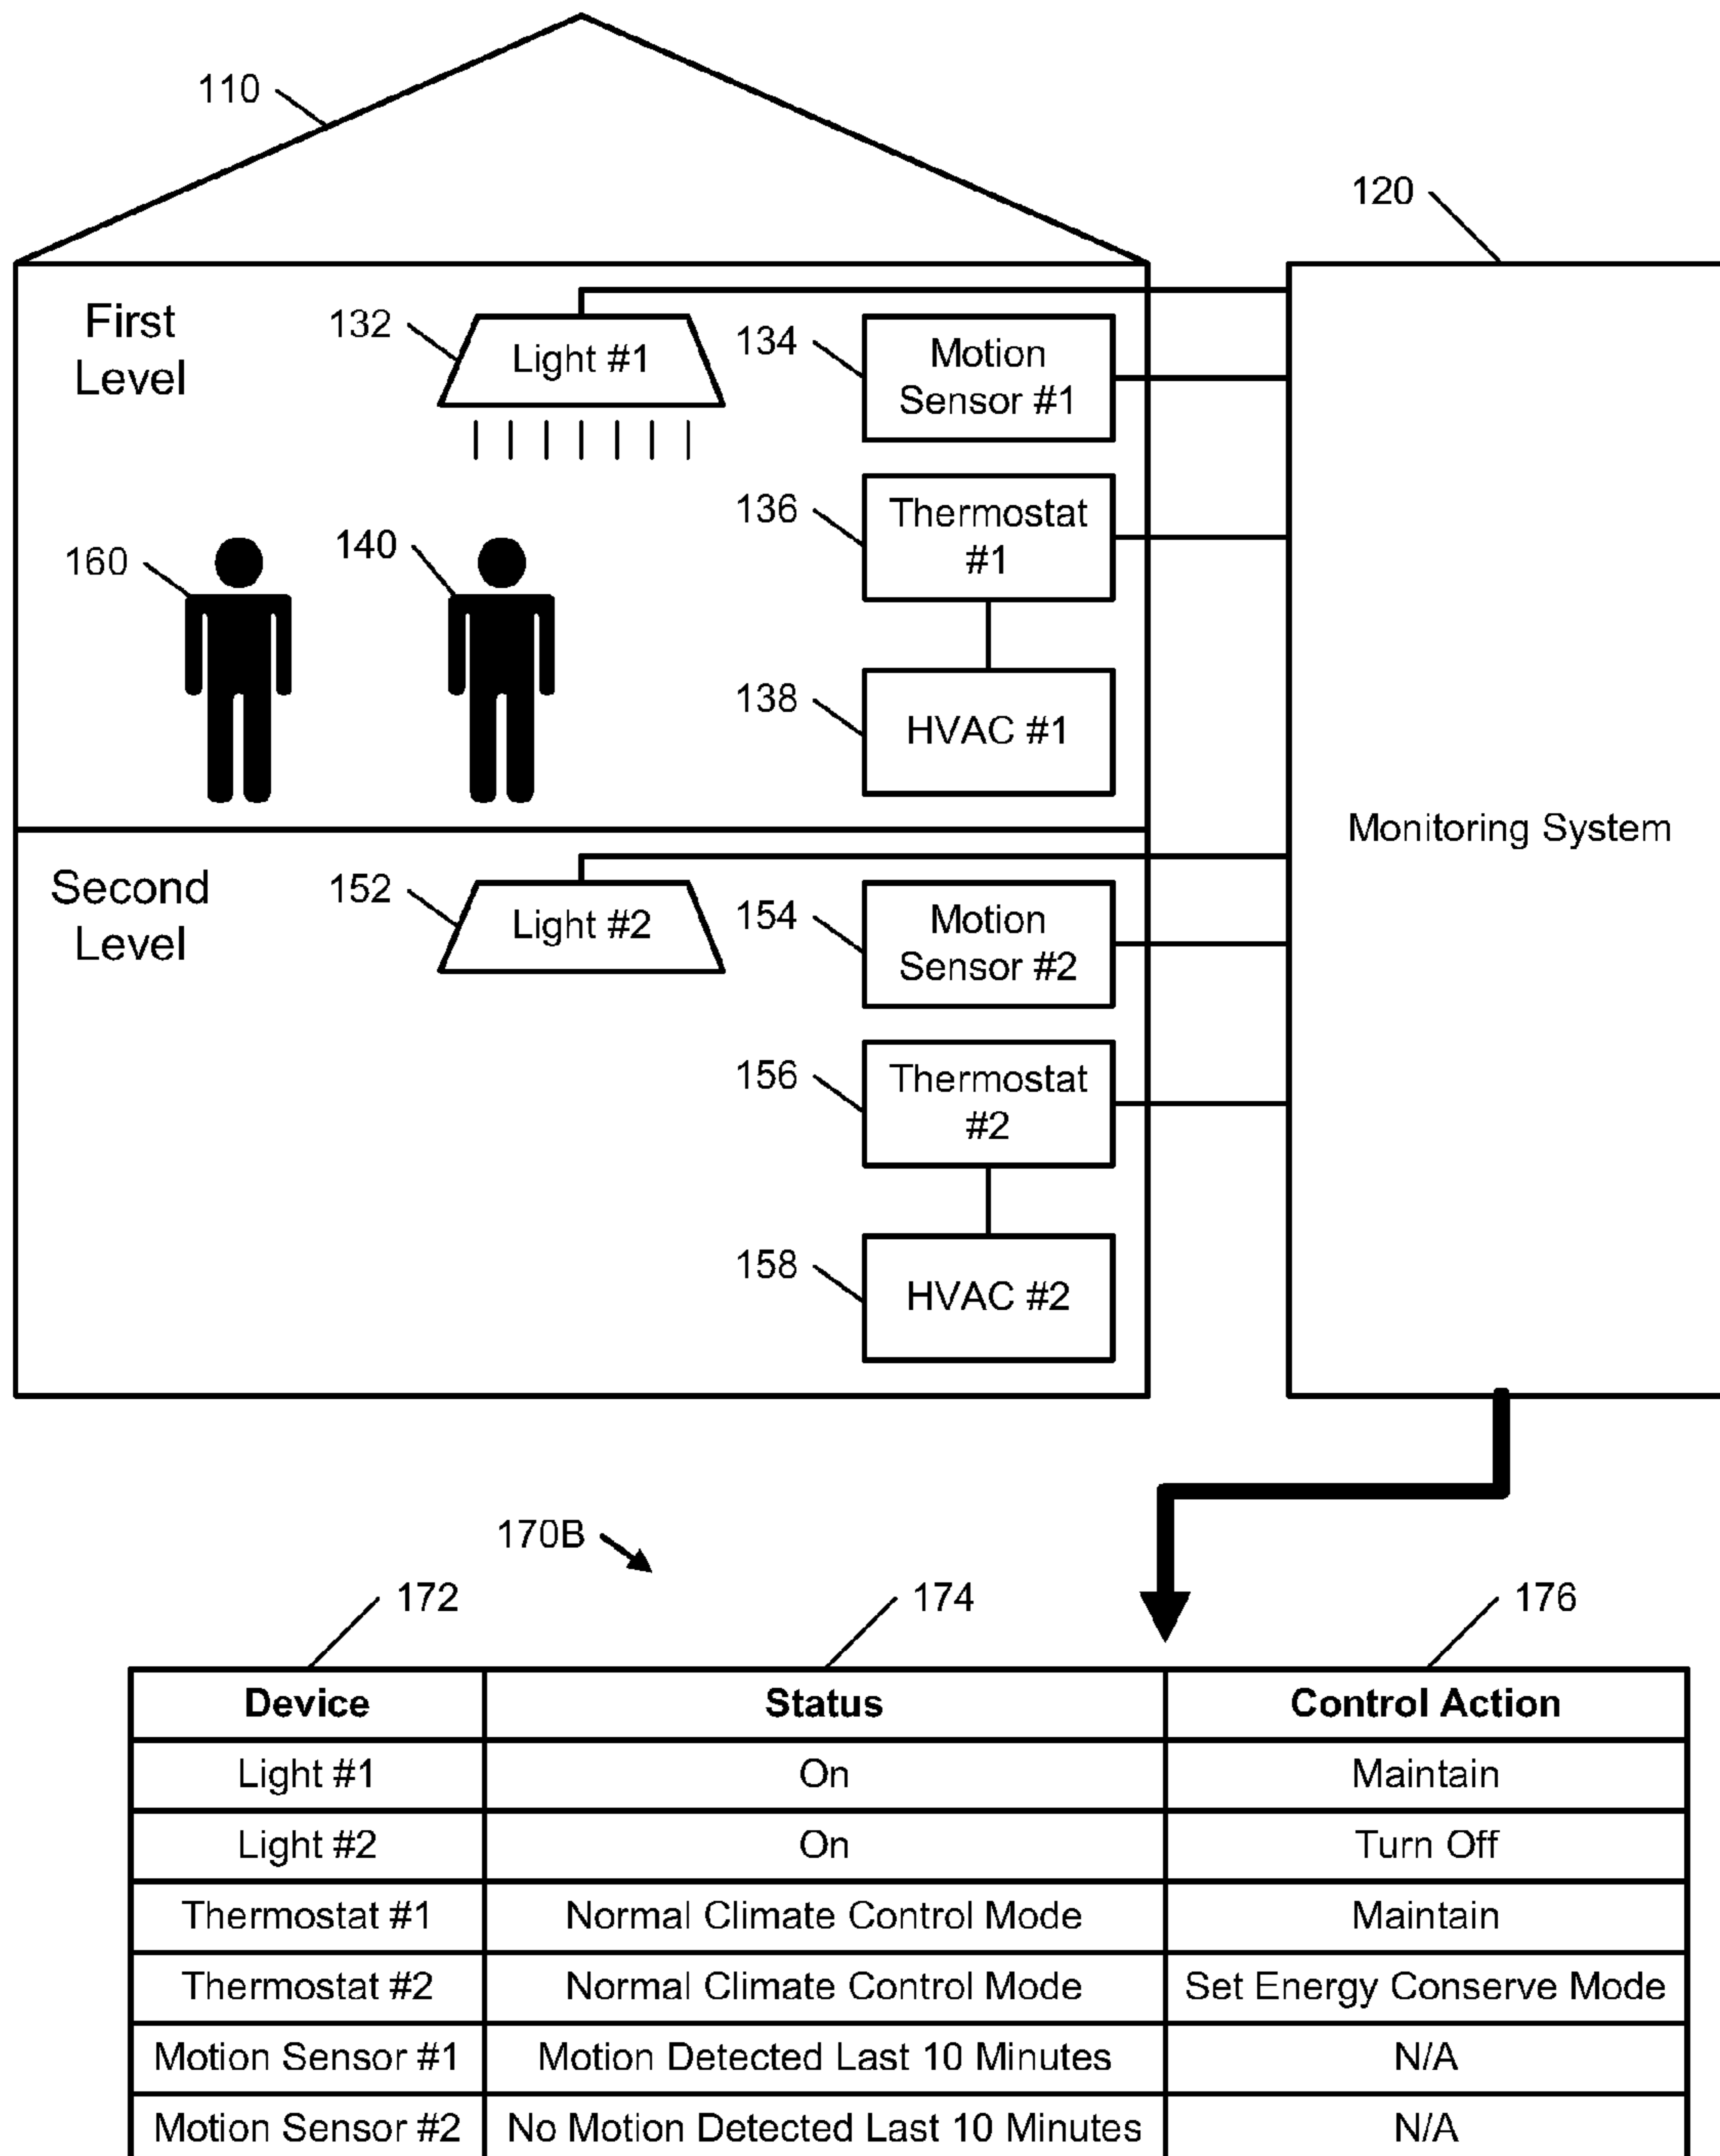 110
120
First
Level
132
Light #1
134
Motion
Sensor #1
136
Thermostat
#1
160
140
138
HVAC #1
Monitoring System
Second
Level
152
Light #2
154
Motion
Sensor #2
156
Thermostat
#2
158
HVAC #2
170B
172
174
176
Device Status Control Action
Light #1 On Maintain
Light #2 On Turn Off
Thermostat #1 Normal Climate Control Mode Maintain
Thermostat #2 Normal Climate Control Mode Set Energy Conserve Mode
Motion Sensor #1 Motion Detected Last 10 Minutes N/A
Motion Sensor #2 No Motion Detected Last 10 Minutes N/A